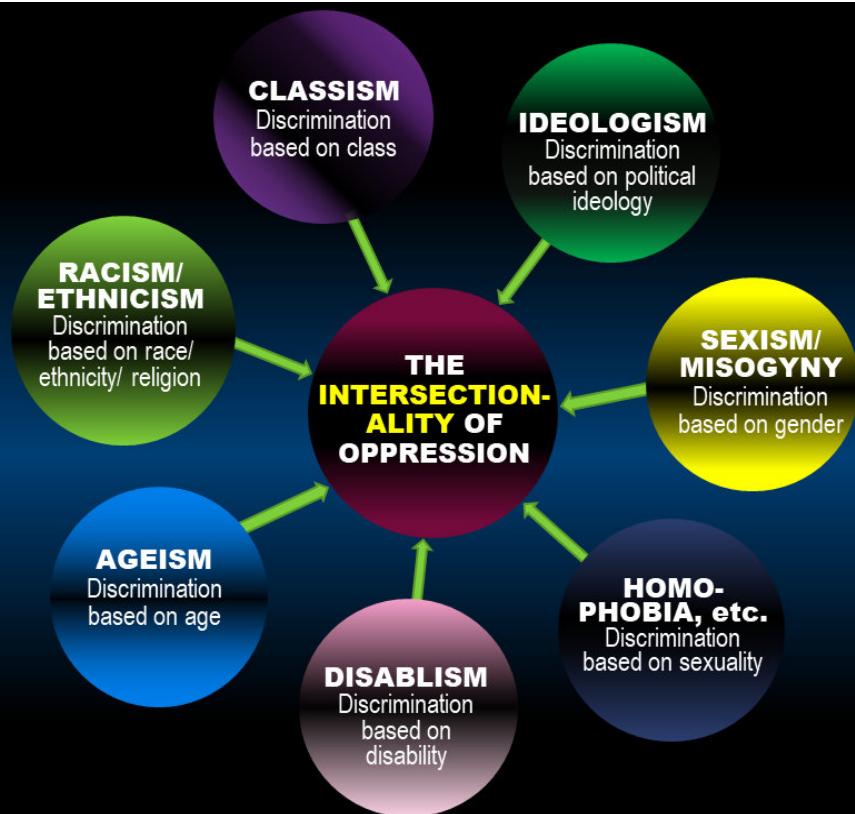 CLASSISM
Discrimination
based on class
IDEOLOGISM
Discrimination
based on political
ideology
RACISM/
ETHNICISM
Discrimination
based on race/
ethnicity/ religion
THE
INTERSECTION-
ALITY OF
OPPRESSION
SEXISM/
MISOGYNY
Discrimination
based on gender
AGEISM
Discrimination
based on age
HOMO-
PHOBIA, etc.
Discrimination
based on sexuality
DISABLISM
Discrimination
based on
disability